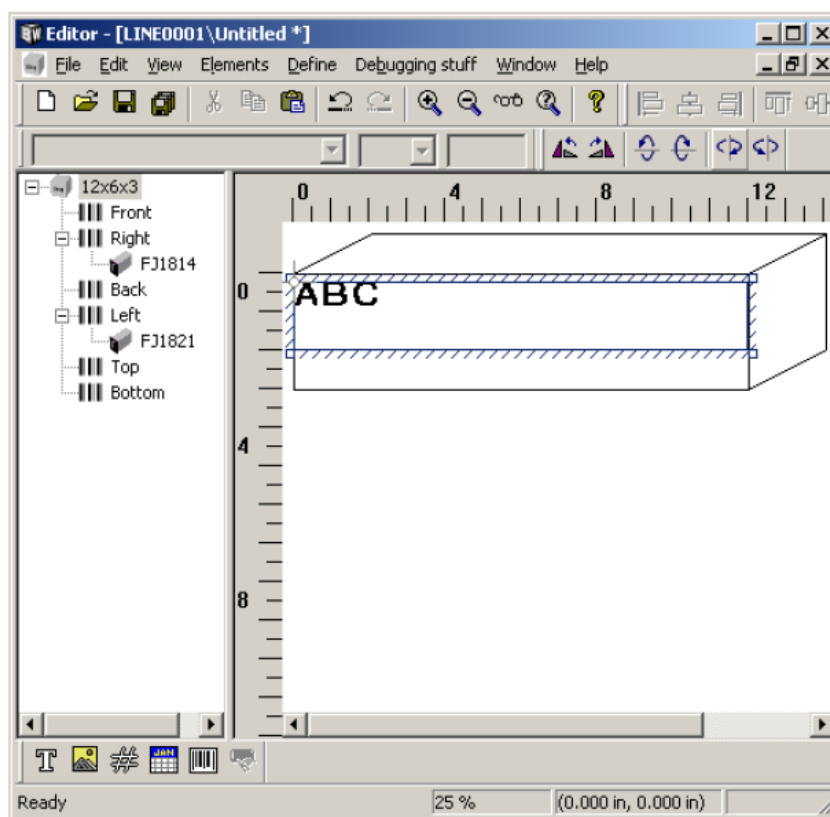 Editor - [LINE0001\Untitled *]
File Edit View Elements Define Debugging stuff Window Help
12x6x3
Front
Right
FJ1814
Back
Left
FJ1821
Top
Bottom
0 4 8 12
0
4
8
ABC
T JAN
Ready 25 % (0.000 in, 0.000 in)